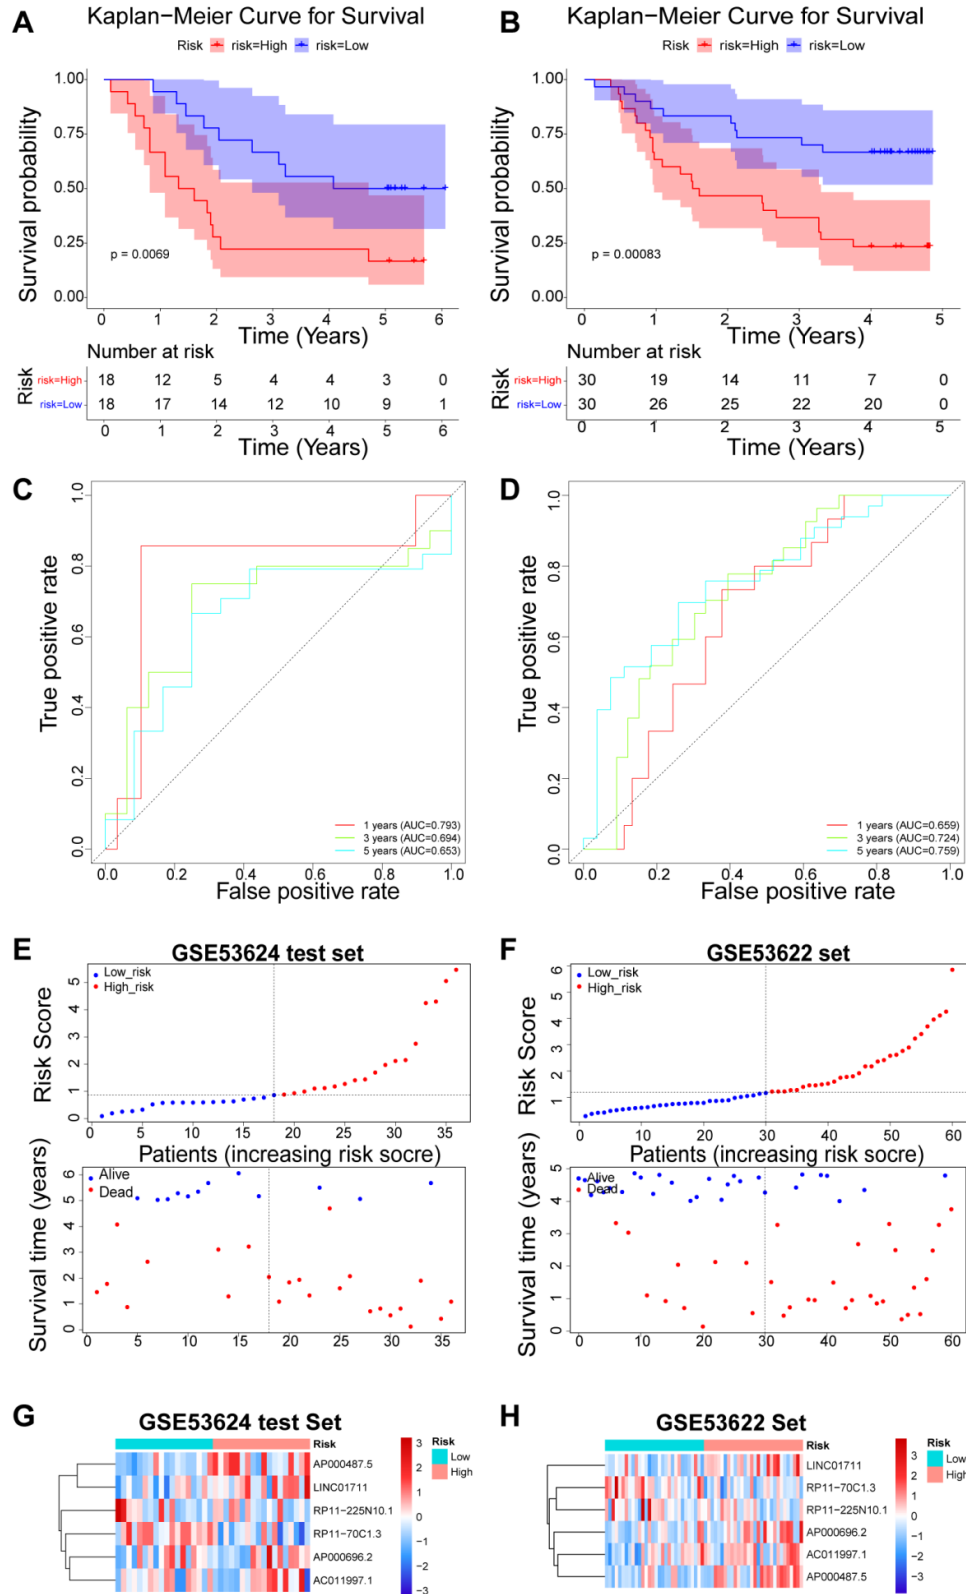 A
Kaplan−Meier Curve for Survival
Risk risk=High risk=Low
Survival probability
1.00
0.75
0.50
0.25
0.00
p = 0.0069
0 1 2 3 4 5 6
Time (Years)
Number at risk
Risk
risk=High 18 12 5 4 4 3 0
risk=Low 18 17 14 12 10 9 1
0 1 2 3 4 5 6
Time (Years)
B
Kaplan−Meier Curve for Survival
Risk risk=High risk=Low
Survival probability
1.00
0.75
0.50
0.25
0.00
p = 0.00083
0 1 2 3 4 5
Time (Years)
Number at risk
Risk
risk=High 30 19 14 11 7 0
risk=Low 30 26 25 22 20 0
0 1 2 3 4 5
Time (Years)
C
True positive rate
1.0
0.8
0.6
0.4
0.2
0.0
1 years (AUC=0.793)
3 years (AUC=0.694)
5 years (AUC=0.653)
0.0 0.2 0.4 0.6 0.8 1.0
False positive rate
D
True positive rate
1.0
0.8
0.6
0.4
0.2
0.0
1 years (AUC=0.659)
3 years (AUC=0.724)
5 years (AUC=0.759)
0.0 0.2 0.4 0.6 0.8 1.0
False positive rate
E
GSE53624 test set
Risk Score
Low_risk
High_risk
5
4
3
2
1
0
0 5 10 15 20 25 30 35
Patients (increasing risk socre)
Survival time (years)
Alive
Dead
6
5
4
3
2
1
0
0 5 10 15 20 25 30 35
F
GSE53622 set
Risk Score
Low_risk
High_risk
6
5
4
3
2
1
0 10 20 30 40 50 60
Patients (increasing risk socre)
Survival time (years)
Alive
Dead
5
4
3
2
1
0
0 10 20 30 40 50 60
G
GSE53624 test Set
Risk
AP000487.5
LINC01711
RP11−225N10.1
RP11−70C1.3
AP000696.2
AC011997.1
3
2
1
0
−1
−2
−3
Risk
Low
High
H
GSE53622 Set
Risk
LINC01711
RP11−70C1.3
RP11−225N10.1
AP000696.2
AC011997.1
AP000487.5
3
2
1
0
−1
−2
−3
Risk
Low
High